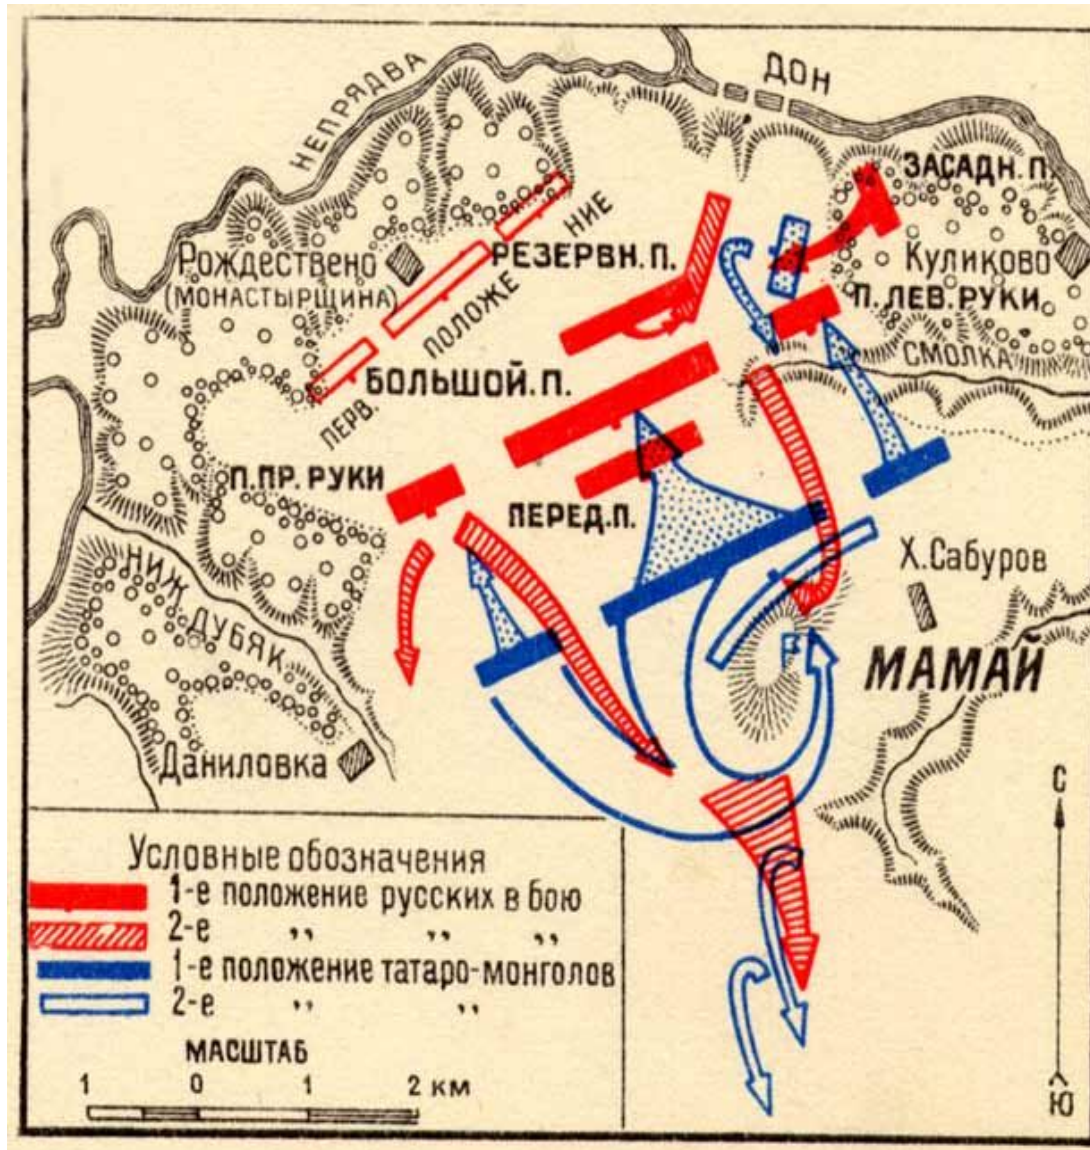 НЕПРЯДВА
ДОН
ЗАСАДН. П.
Рождествено
(МОНАСТЫРЩИНА)
ПЕРВ. ПОЛОЖЕ НИЕ
РЕЗЕРВН. П.
Куликово
П. ЛЕВ. РУКИ
СМОЛКА
БОЛЬШОЙ. П.
П. ПР. РУКИ
ПЕРЕД. П.
НИЖ. ДУБЯК
Х. Сабуров
МАМАЙ
Даниловка
С
Ю
Условные обозначения
1-е положение русских в бою
2-е ,, ,, ,,
1-е положение татаро-монголов
2-е ,, ,,
МАСШТАБ
1 0 1 2 км